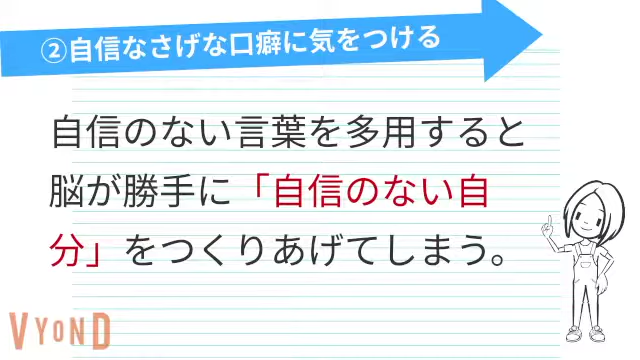 ②自信なさげな口癖に気をつける
自信のない言葉を多用すると
脳が勝手に「自信のない自
分」をつくりあげてしまう。
VYOND